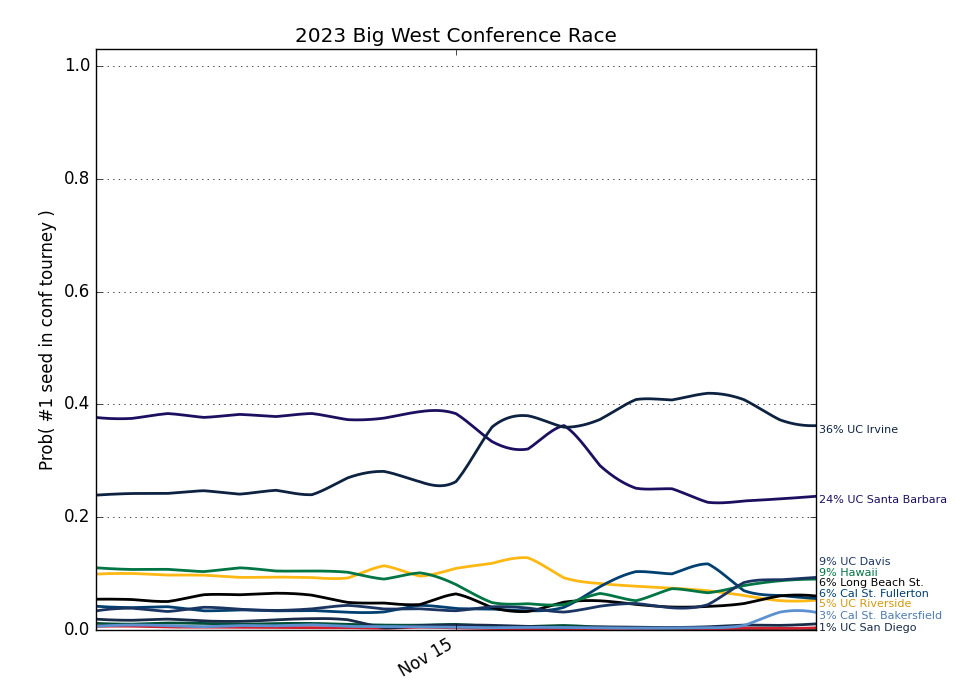 2023 Big West Conference Race
1.0
0.8
0.6
0.4
0.2
0.0
Prob( #1 seed in conf tourney )
Nov 15
36% UC Irvine
24% UC Santa Barbara
9% UC Davis
9% Hawaii
6% Long Beach St.
6% Cal St. Fullerton
5% UC Riverside
3% Cal St. Bakersfield
1% UC San Diego